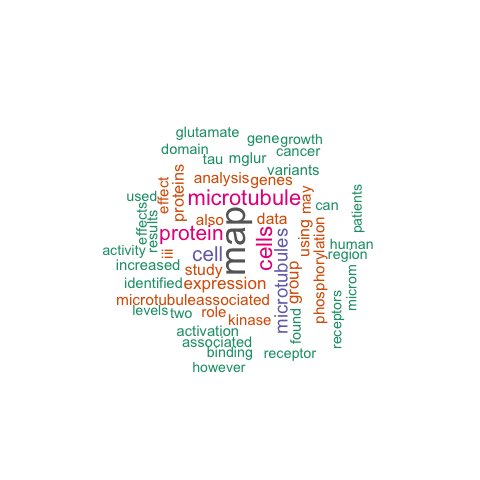 glutamate
gene
growth
domain
tau
mglur
cancer
variants
analysis
genes
proteins
effect
used
microtubule
may
can
patients
effects
results
also
map
data
using
protein
cells
human
cell
microtubules
phosphorylation
region
activity
iii
increased
study
group
identified
expression
microrn
microtubuleassociated
receptors
levels
two
role
kinase
found
activation
associated
binding
receptor
however